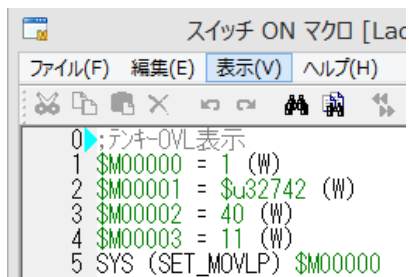 スイッチ ON マクロ [Lad
ファイル(F) 編集(E) 表示(V) ヘルプ(H)
0 ;ﾃﾝｷｰOVL表示
1 $M00000 = 1 (W)
2 $M00001 = $u32742 (W)
3 $M00002 = 40 (W)
4 $M00003 = 11 (W)
5 SYS (SET_MOVLP) $M00000